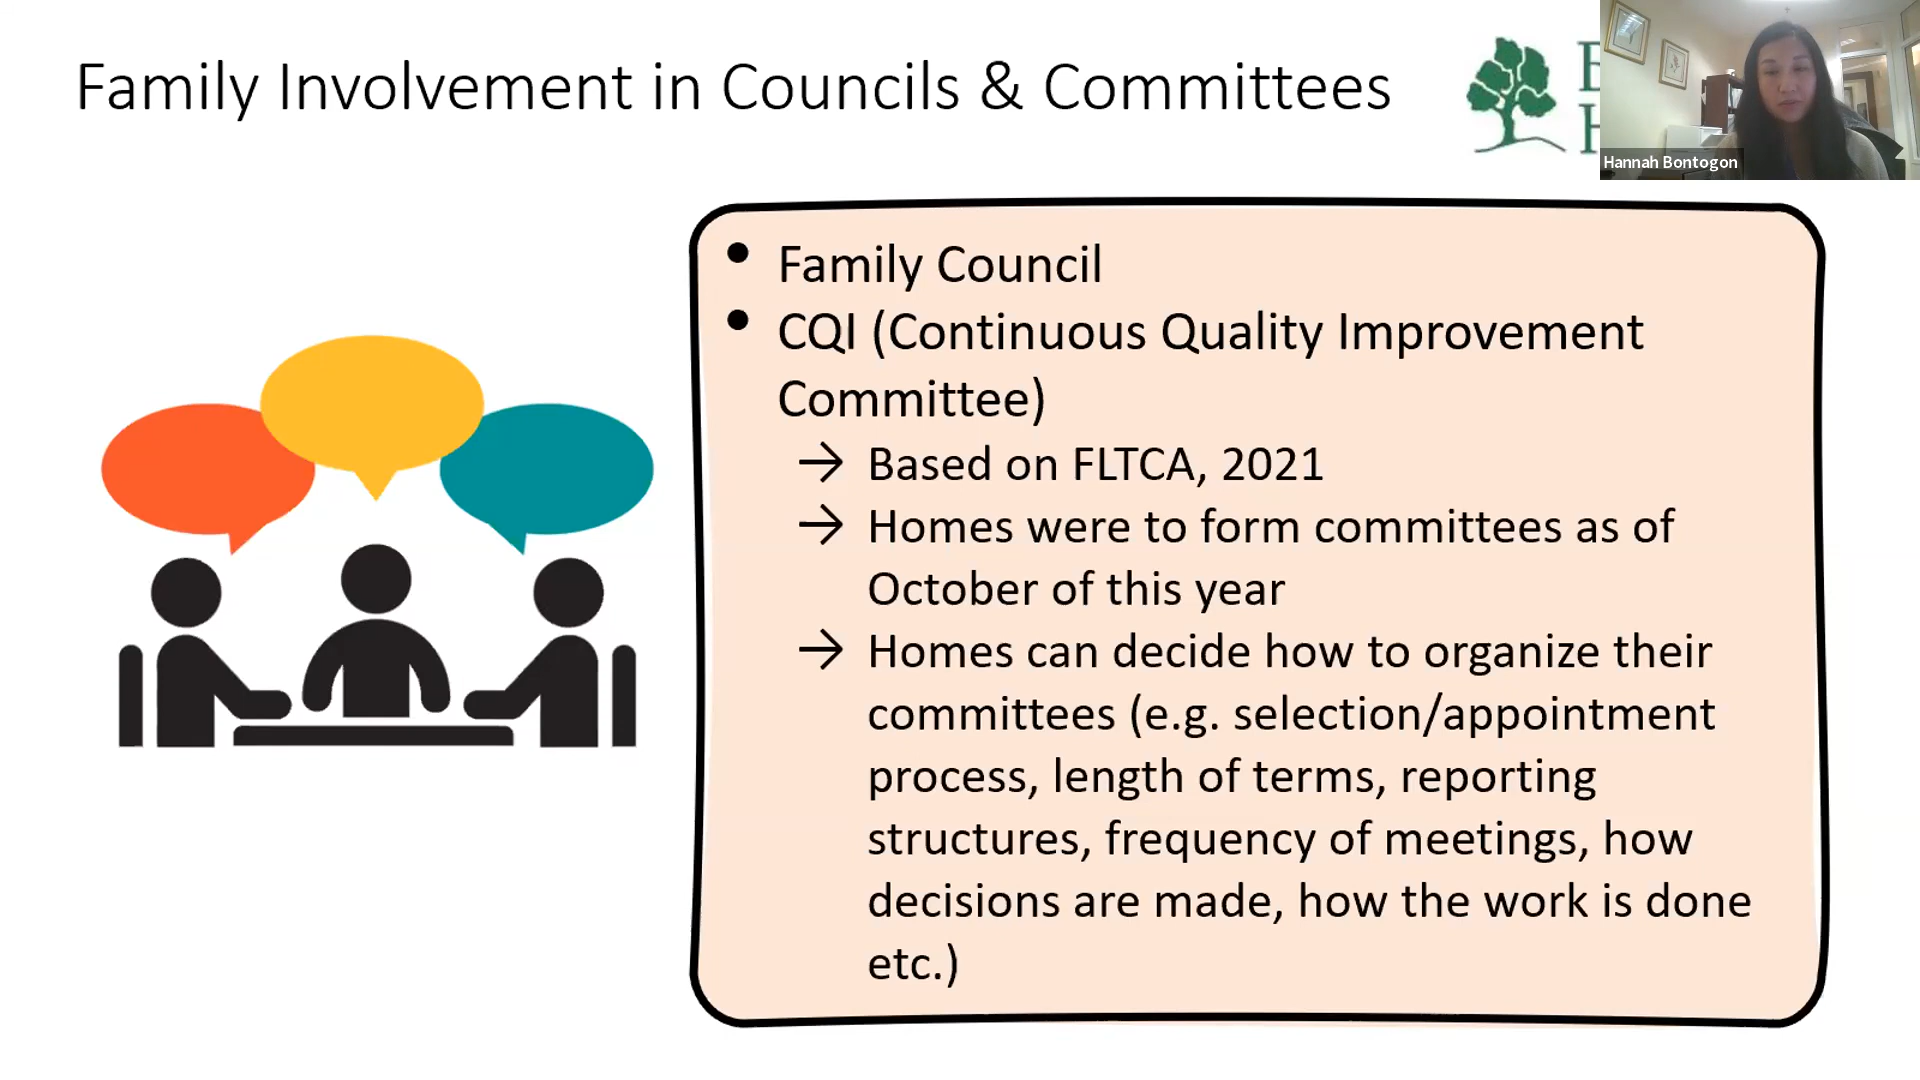 Family Involvement in Councils & Committees
Hannah Bontogon
• Family Council
• CQI (Continuous Quality Improvement
Committee)
→ Based on FLTCA, 2021
→ Homes were to form committees as of
October of this year
→ Homes can decide how to organize their
committees (e.g. selection/appointment
process, length of terms, reporting
structures, frequency of meetings, how
decisions are made, how the work is done
etc.)